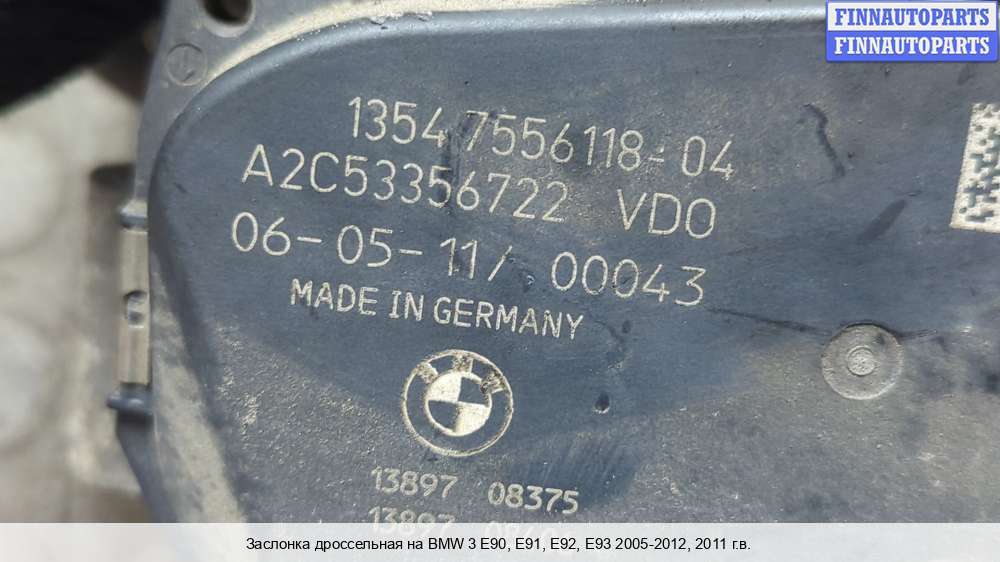 FINNAUTOPARTS
FINNAUTOPARTS
1354 7556118-04
A2C53356722 VDO
06-05-11/ 00043
MADE IN GERMANY
BMW
13897 08375
13897
Заслонка дроссельная на BMW 3 E90, E91, E92, E93 2005-2012, 2011 г.в.